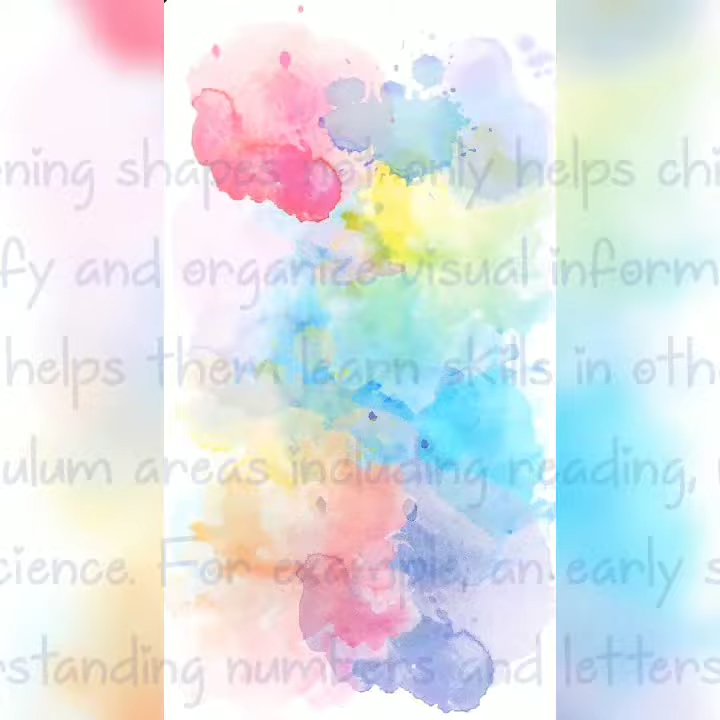 ning shapes not only helps chi
fy and organize visual inform
helps them learn skills in oth
ulum areas including reading,
cience. For example, an early s
rstanding numbers and letters